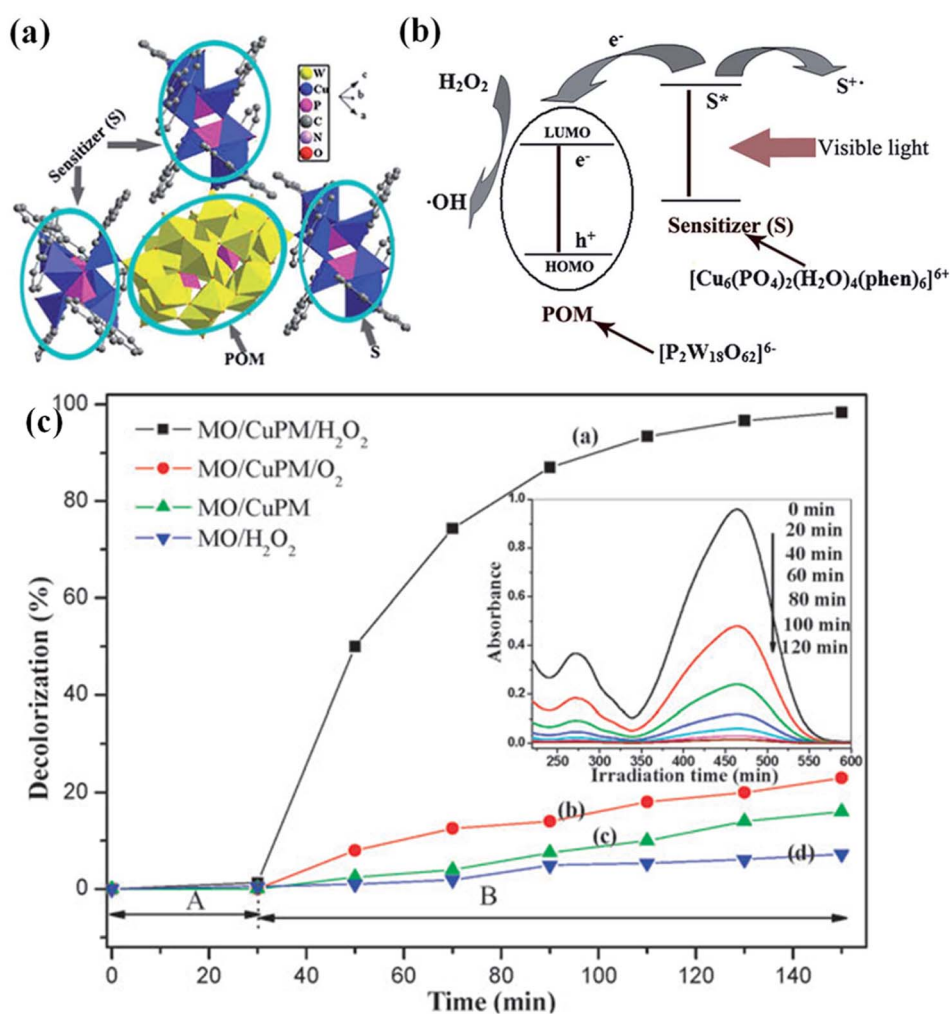 (a)
Sensitizer (S)
W
Cu
P
C
N
O
c
b
a
POM
S
(b)
e⁻
H₂O₂
S*
S⁺·
LUMO
e⁻
Visible light
·OH
h⁺
Sensitizer (S)
HOMO
[Cu₆(PO₄)₂(H₂O)₄(phen)₆]⁶⁺
POM
[P₂W₁₈O₆₂]⁶⁻
(c)
100
80
60
40
20
0
Decolorization (%)
MO/CuPM/H₂O₂
MO/CuPM/O₂
MO/CuPM
MO/H₂O₂
(a)
(b)
(c)
(d)
1.0
0.8
0.6
0.4
0.2
0.0
Absorbance
0 min
20 min
40 min
60 min
80 min
100 min
120 min
250 300 350 400 450 500 550 600
Irradiation time (min)
A
B
0 20 40 60 80 100 120 140
Time (min)